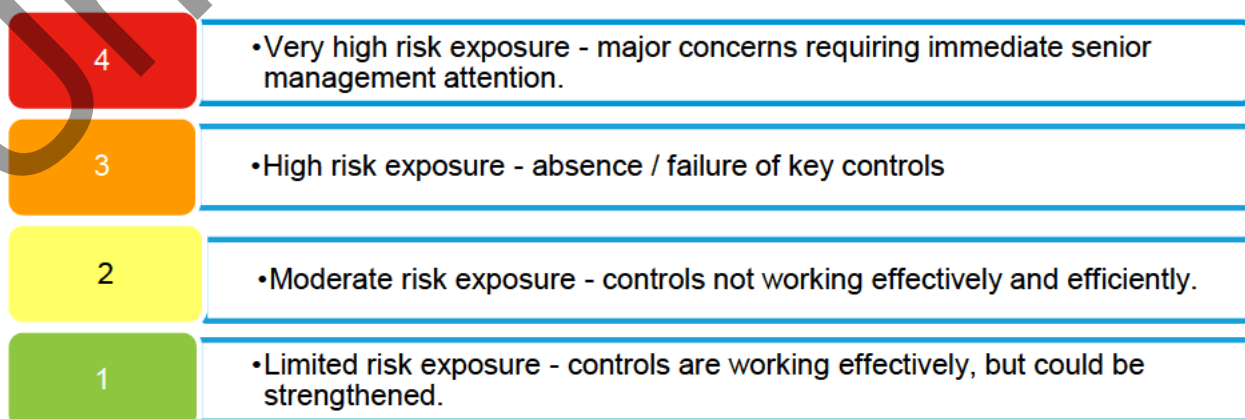 4
•Very high risk exposure - major concerns requiring immediate senior
management attention.
3
•High risk exposure - absence / failure of key controls
2
•Moderate risk exposure - controls not working effectively and efficiently.
1
•Limited risk exposure - controls are working effectively, but could be
strengthened.